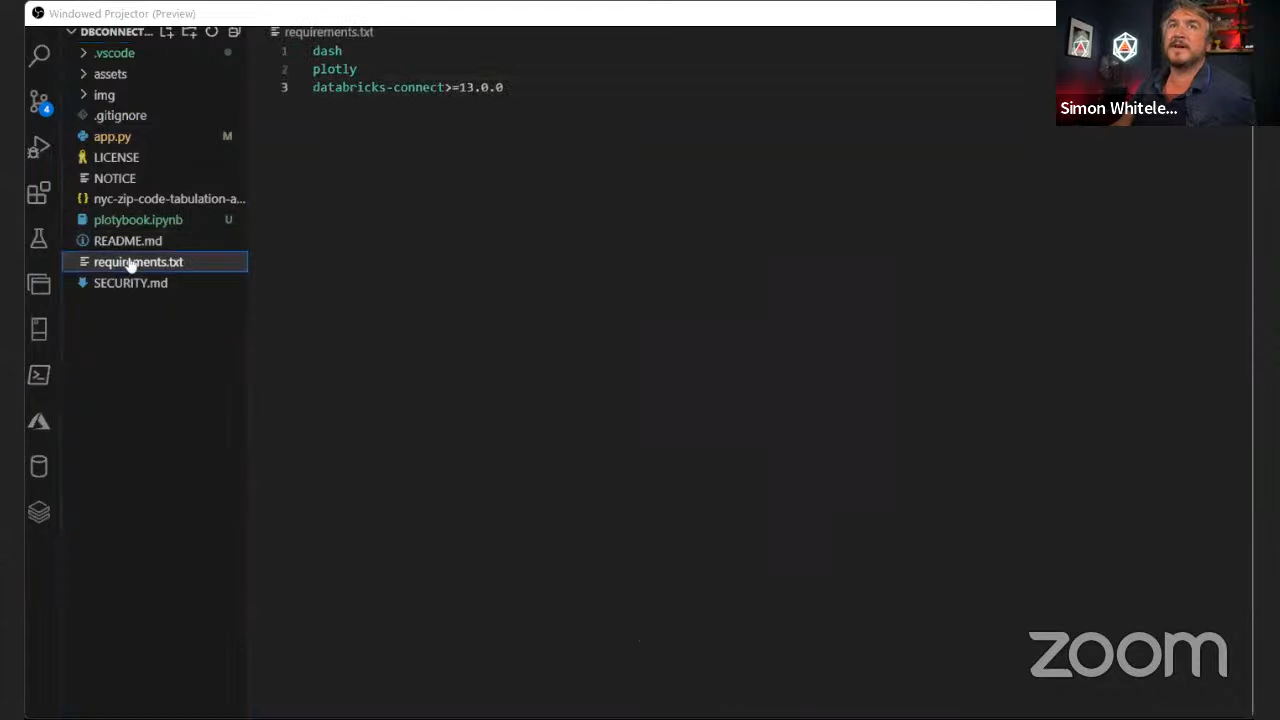 Windowed Projector (Preview)
DBCONNECT...
requirements.txt
.vscode
assets
img
.gitignore
app.py M
LICENSE
NOTICE
nyc-zip-code-tabulation-a...
plotybook.ipynb U
README.md
requirements.txt
SECURITY.md
4
1 dash
2 plotly
3 databricks-connect>=13.0.0
Simon Whitele...
zoom